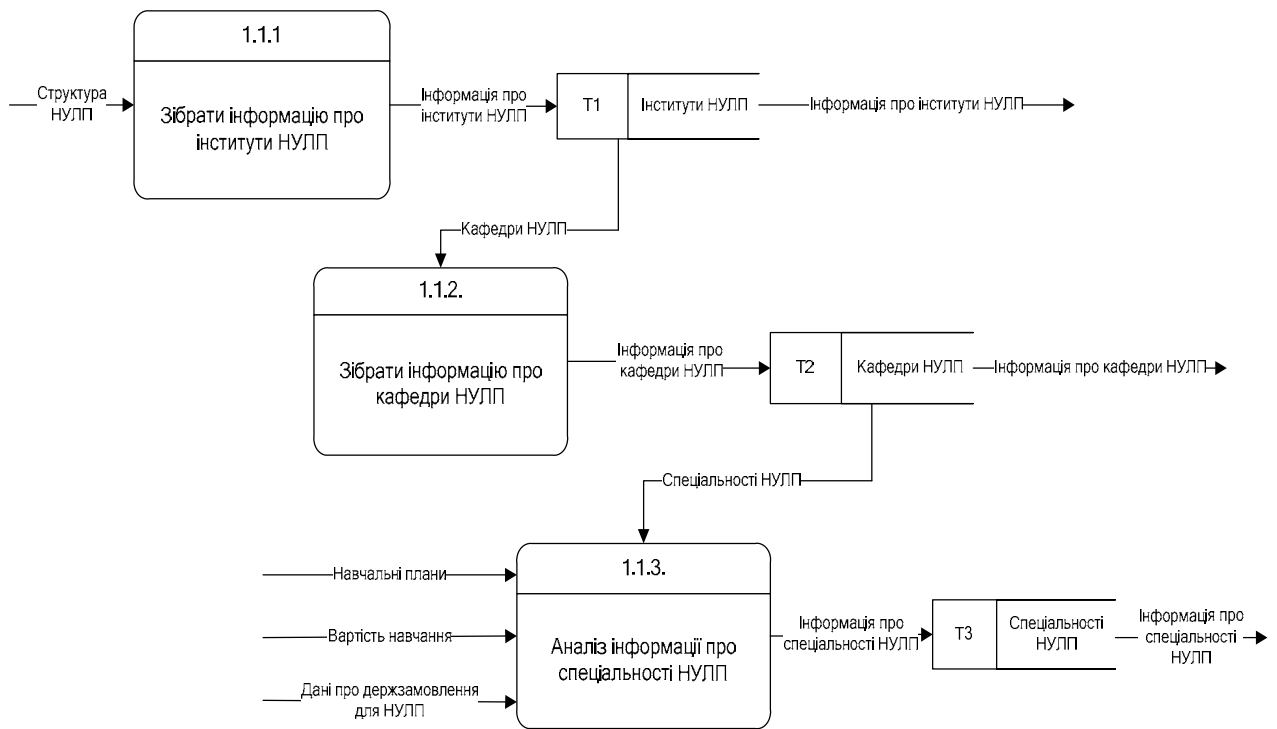 1.1.1
Структура
НУЛП
Зібрати інформацію про
інститути НУЛП
Інформація про
інститути НУЛП
Т1
Інститути НУЛП
Інформація про інститути НУЛП
Кафедри НУЛП
1.1.2.
Зібрати інформацію про
кафедри НУЛП
Інформація про
кафедри НУЛП
Т2
Кафедри НУЛП
Інформація про кафедри НУЛП
Спеціальності НУЛП
1.1.3.
Навчальні плани
Вартість навчання
Дані про держзамовлення
для НУЛП
Аналіз інформації про
спеціальності НУЛП
Інформація про
спеціальності НУЛП
Т3
Спеціальності
НУЛП
Інформація про
спеціальності
НУЛП